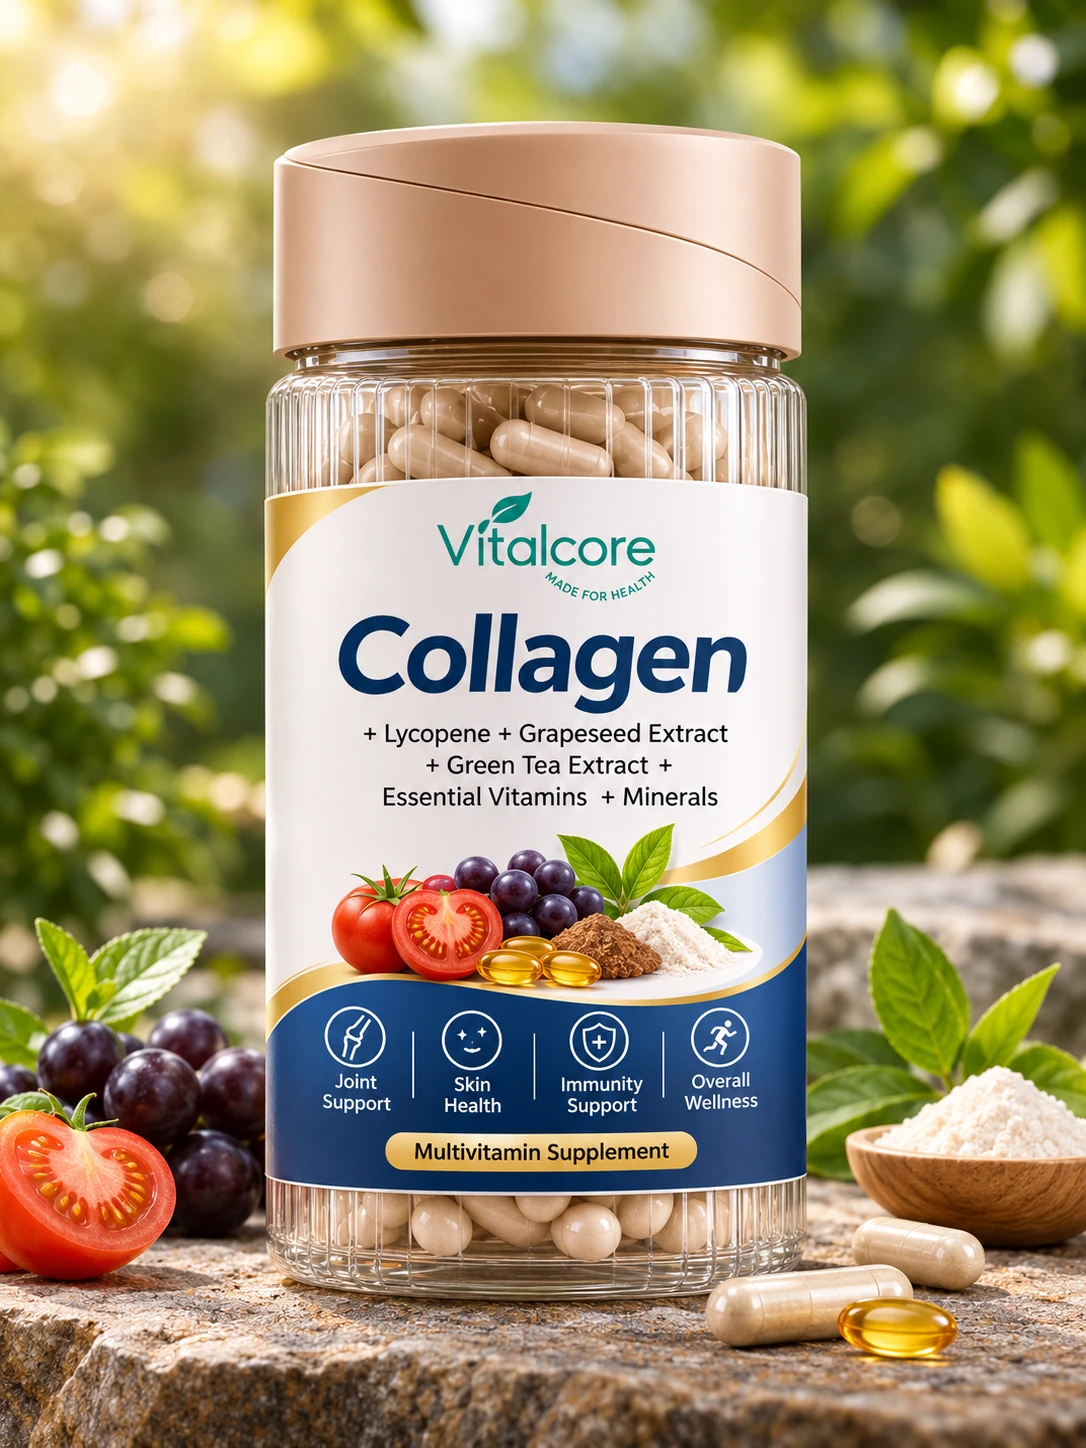 Vitalcore
MADE FOR HEALTH
Collagen
+ Lycopene + Grapeseed Extract
+ Green Tea Extract +
Essential Vitamins + Minerals
Joint Support
Skin Health
Immunity Support
Overall Wellness
Multivitamin Supplement